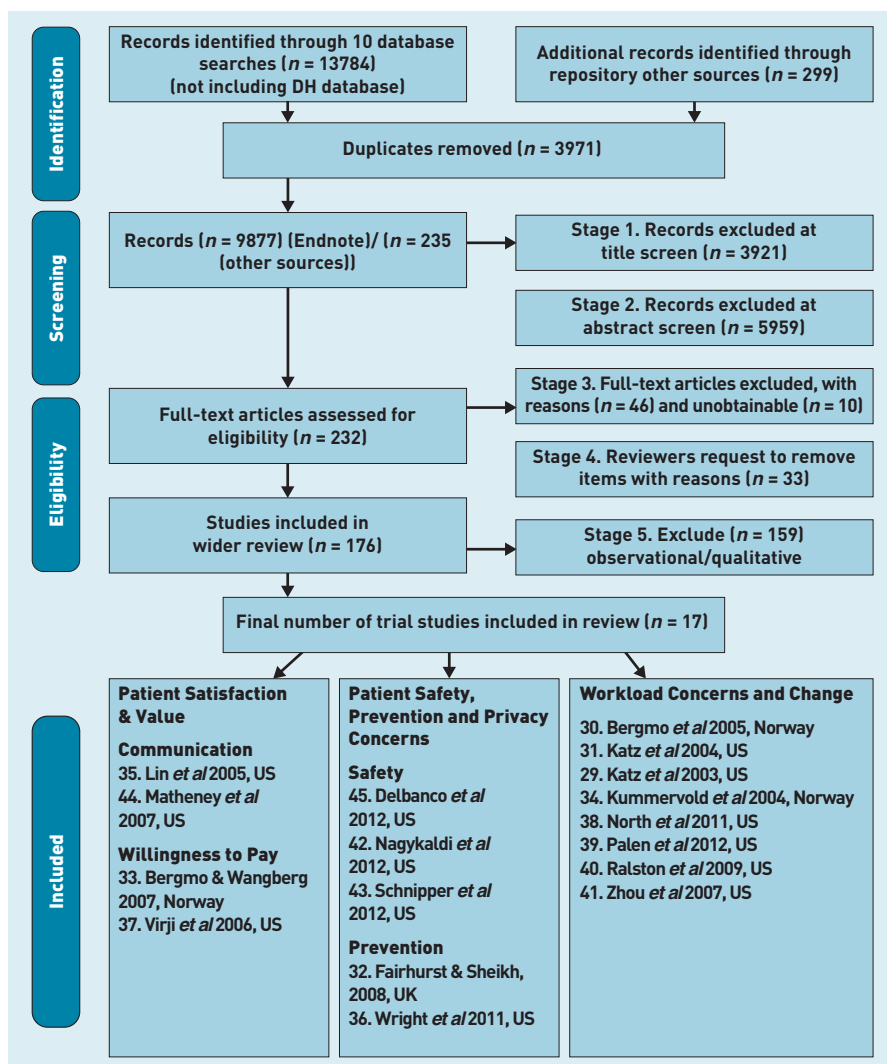 Identification
Records identified through 10 database
searches (n = 13784)
(not including DH database)
Additional records identified through
repository other sources (n = 299)
Duplicates removed (n = 3971)
Screening
Records (n = 9877) (Endnote)/ (n = 235
(other sources))
Stage 1. Records excluded at
title screen (n = 3921)
Stage 2. Records excluded at
abstract screen (n = 5959)
Eligibility
Full-text articles assessed for
eligibility (n = 232)
Stage 3. Full-text articles excluded, with
reasons (n = 46) and unobtainable (n = 10)
Stage 4. Reviewers request to remove
items with reasons (n = 33)
Studies included in
wider review (n = 176)
Stage 5. Exclude (n = 159)
observational/qualitative
Final number of trial studies included in review (n = 17)
Included
Patient Satisfaction
& Value
Communication
35. Lin et al 2005, US
44. Matheney et al
2007, US
Willingness to Pay
33. Bergmo & Wangberg
2007, Norway
37. Virji et al 2006, US
Patient Safety,
Prevention and Privacy
Concerns
Safety
45. Delbanco et al
2012, US
42. Nagykaldi et al
2012, US
43. Schnipper et al
2012, US
Prevention
32. Fairhurst & Sheikh,
2008, UK
36. Wright et al 2011, US
Workload Concerns and Change
30. Bergmo et al 2005, Norway
31. Katz et al 2004, US
29. Katz et al 2003, US
34. Kummervold et al 2004, Norway
38. North et al 2011, US
39. Palen et al 2012, US
40. Ralston et al 2009, US
41. Zhou et al 2007, US